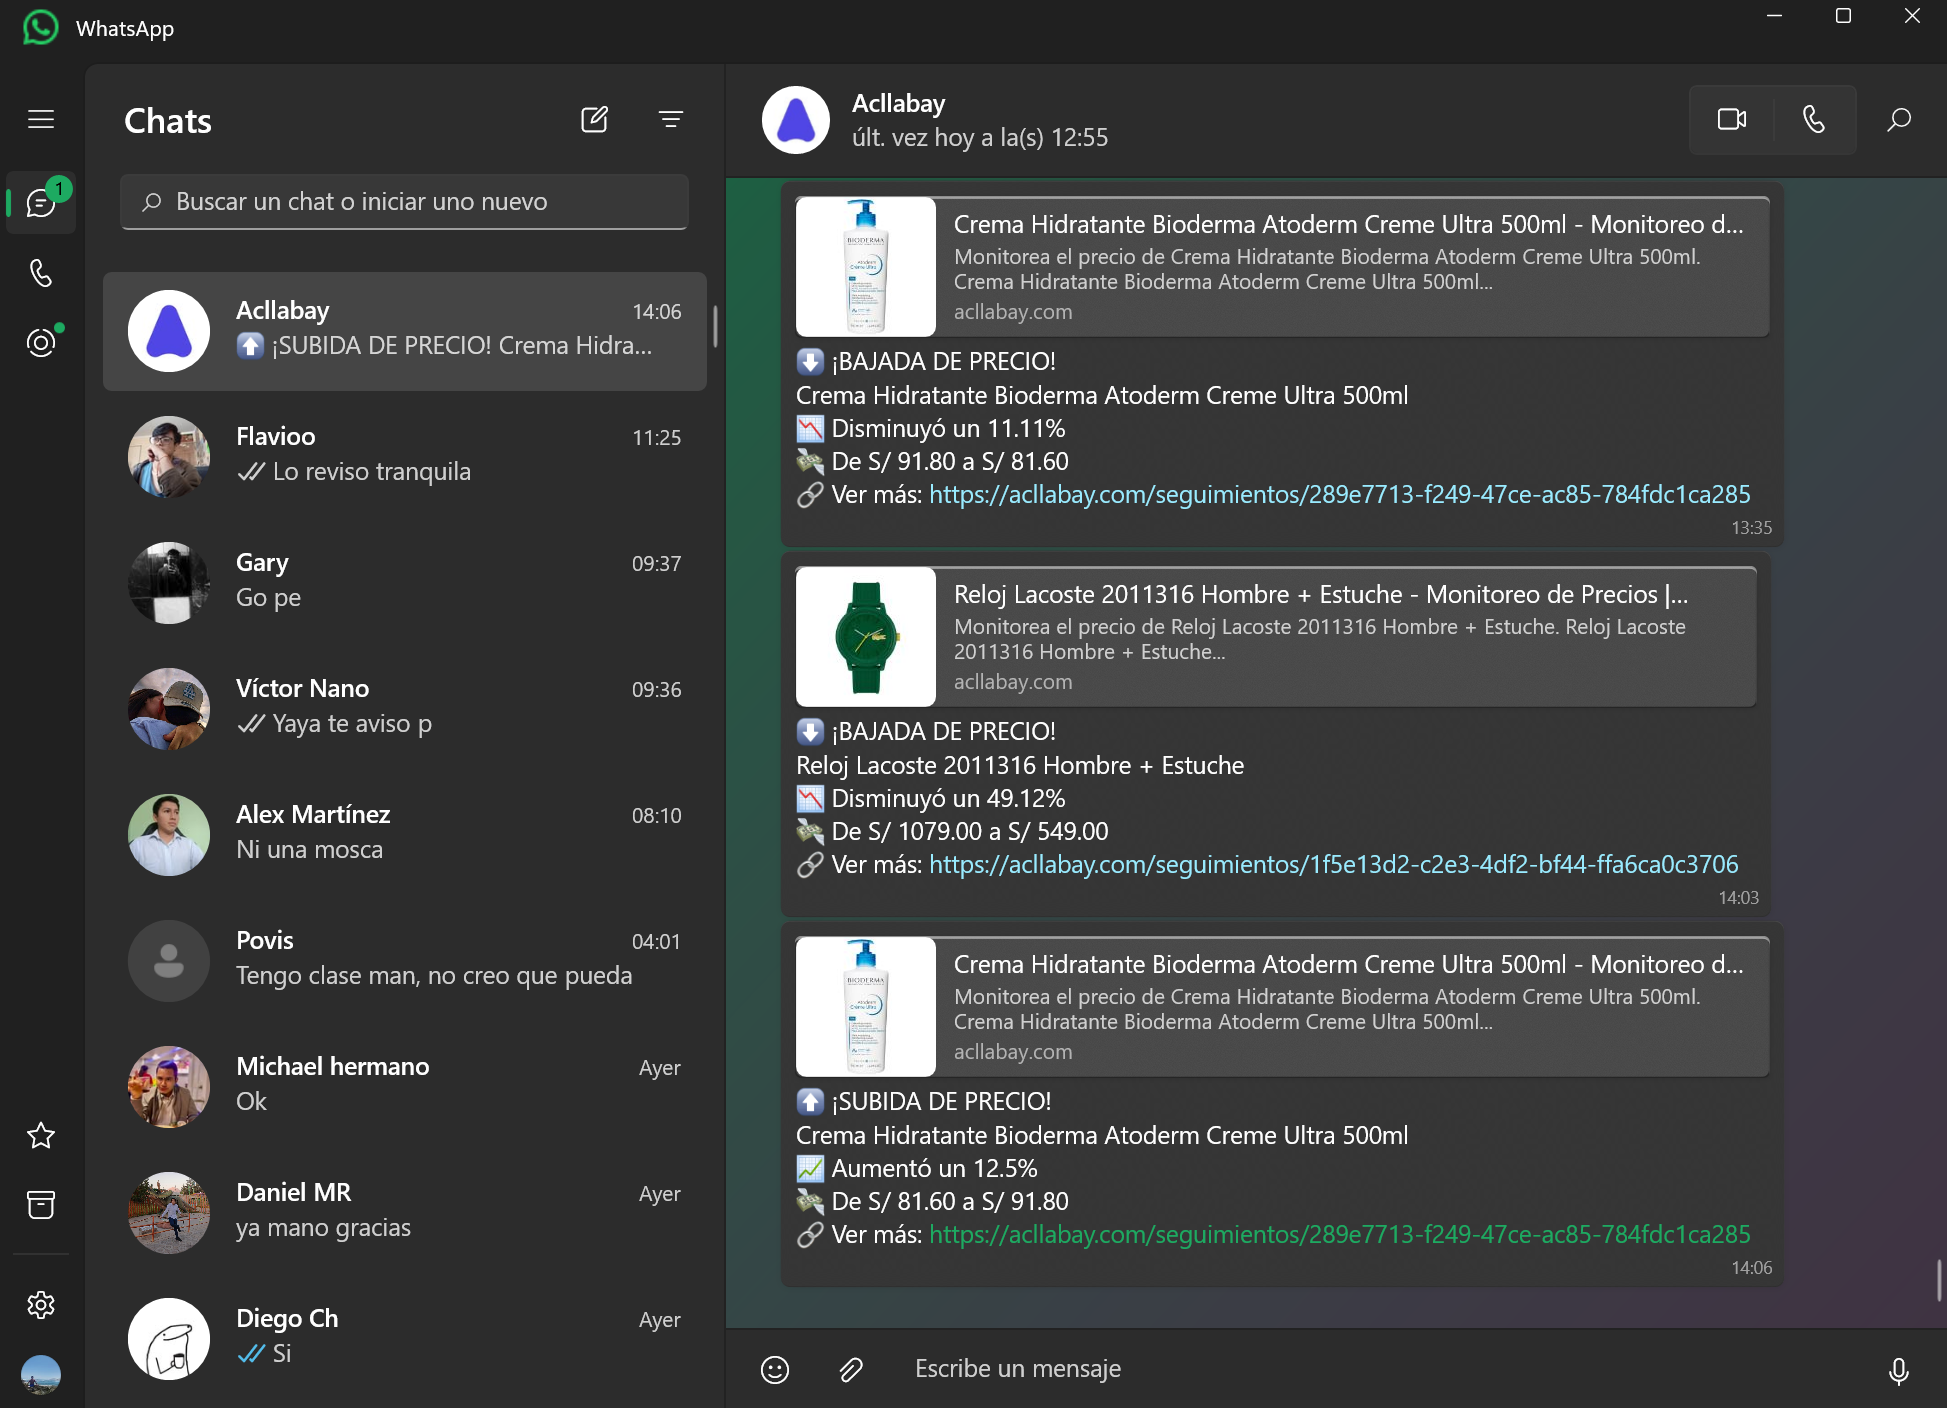 WhatsApp
Chats
1
Buscar un chat o iniciar uno nuevo
Acllabay
14:06
⬆️ ¡SUBIDA DE PRECIO! Crema Hidra...
Flavioo
11:25
Lo reviso tranquila
Gary
09:37
Go pe
Víctor Nano
09:36
Yaya te aviso p
Alex Martínez
08:10
Ni una mosca
Povis
04:01
Tengo clase man, no creo que pueda
Michael hermano
Ayer
Ok
Daniel MR
Ayer
ya mano gracias
Diego Ch
Ayer
Si
Acllabay
últ. vez hoy a la(s) 12:55
BIODERMA
Atoderm
Crème Ultra
Crema Hidratante Bioderma Atoderm Creme Ultra 500ml - Monitoreo d...
Monitorea el precio de Crema Hidratante Bioderma Atoderm Creme Ultra 500ml.
Crema Hidratante Bioderma Atoderm Creme Ultra 500ml...
acllabay.com
⬇️ ¡BAJADA DE PRECIO!
Crema Hidratante Bioderma Atoderm Creme Ultra 500ml
📉 Disminuyó un 11.11%
💸 De S/ 91.80 a S/ 81.60
🔗 Ver más: https://acllabay.com/seguimientos/289e7713-f249-47ce-ac85-784fdc1ca285
13:35
Reloj Lacoste 2011316 Hombre + Estuche - Monitoreo de Precios |...
Monitorea el precio de Reloj Lacoste 2011316 Hombre + Estuche. Reloj Lacoste
2011316 Hombre + Estuche...
acllabay.com
⬇️ ¡BAJADA DE PRECIO!
Reloj Lacoste 2011316 Hombre + Estuche
📉 Disminuyó un 49.12%
💸 De S/ 1079.00 a S/ 549.00
🔗 Ver más: https://acllabay.com/seguimientos/1f5e13d2-c2e3-4df2-bf44-ffa6ca0c3706
14:03
BIODERMA
Atoderm
Crème Ultra
Crema Hidratante Bioderma Atoderm Creme Ultra 500ml - Monitoreo d...
Monitorea el precio de Crema Hidratante Bioderma Atoderm Creme Ultra 500ml.
Crema Hidratante Bioderma Atoderm Creme Ultra 500ml...
acllabay.com
⬆️ ¡SUBIDA DE PRECIO!
Crema Hidratante Bioderma Atoderm Creme Ultra 500ml
📈 Aumentó un 12.5%
💸 De S/ 81.60 a S/ 91.80
🔗 Ver más: https://acllabay.com/seguimientos/289e7713-f249-47ce-ac85-784fdc1ca285
14:06
Escribe un mensaje